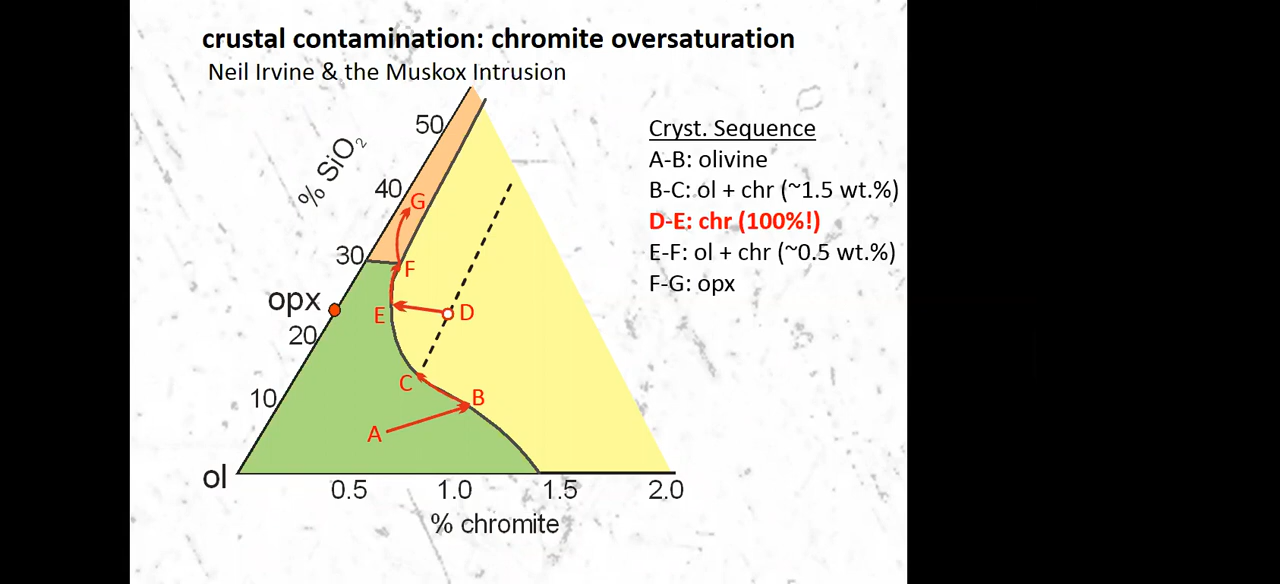 crustal contamination: chromite oversaturation
Neil Irvine & the Muskox Intrusion
% SiO₂
50
40
30
20
10
opx
ol
G
F
E
D
C
B
A
0.5 1.0 1.5 2.0
% chromite
Cryst. Sequence
A-B: olivine
B-C: ol + chr (~1.5 wt.%)
D-E: chr (100%!)
E-F: ol + chr (~0.5 wt.%)
F-G: opx